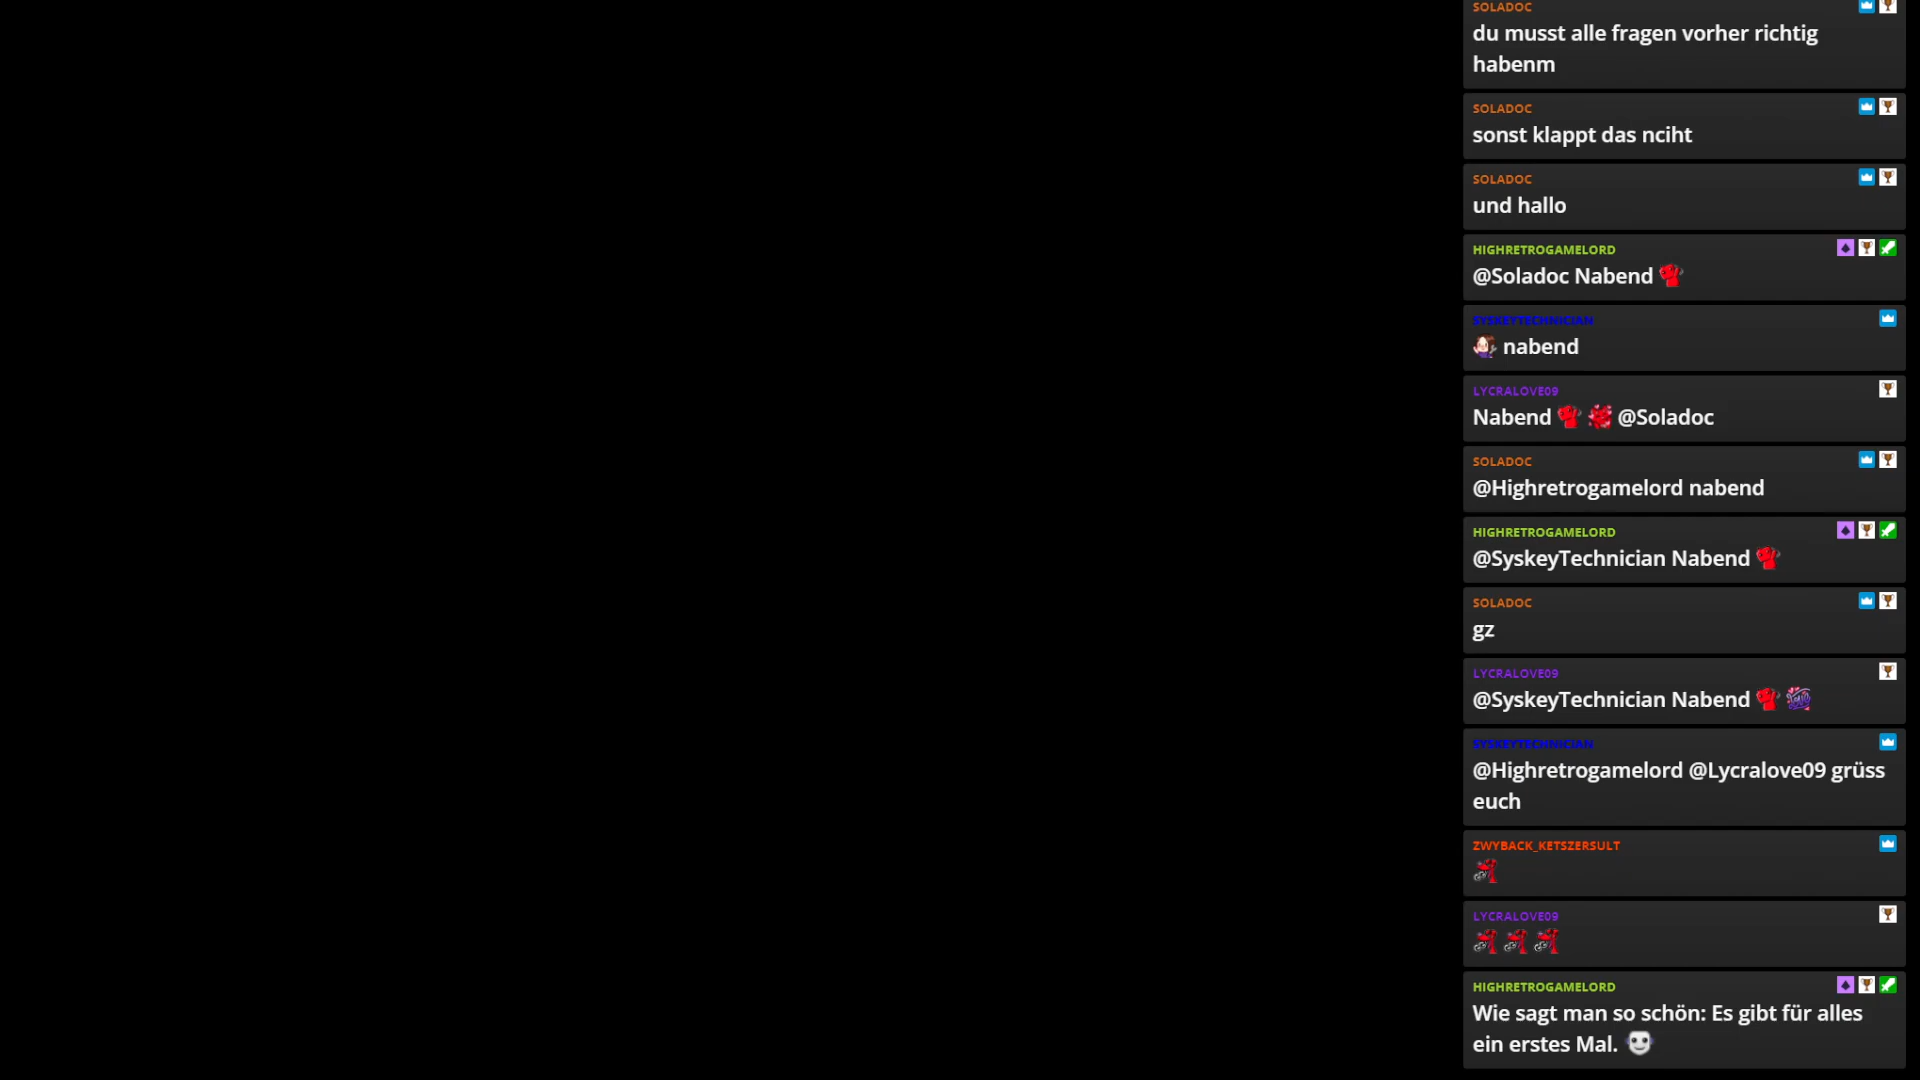 SOLADOC
du musst alle fragen vorher richtig
habenm
SOLADOC
sonst klappt das nciht
SOLADOC
und hallo
HIGHRETROGAMELORD
@Soladoc Nabend
SYSKEYTECHNICIAN
nabend
LYCRALOVE09
Nabend @Soladoc
SOLADOC
@Highretrogamelord nabend
HIGHRETROGAMELORD
@SyskeyTechnician Nabend
SOLADOC
gz
LYCRALOVE09
@SyskeyTechnician Nabend
SYSKEYTECHNICIAN
@Highretrogamelord @Lycralove09 grüss
euch
ZWYBACK_KETSZERSULT
LYCRALOVE09
HIGHRETROGAMELORD
Wie sagt man so schön: Es gibt für alles
ein erstes Mal.